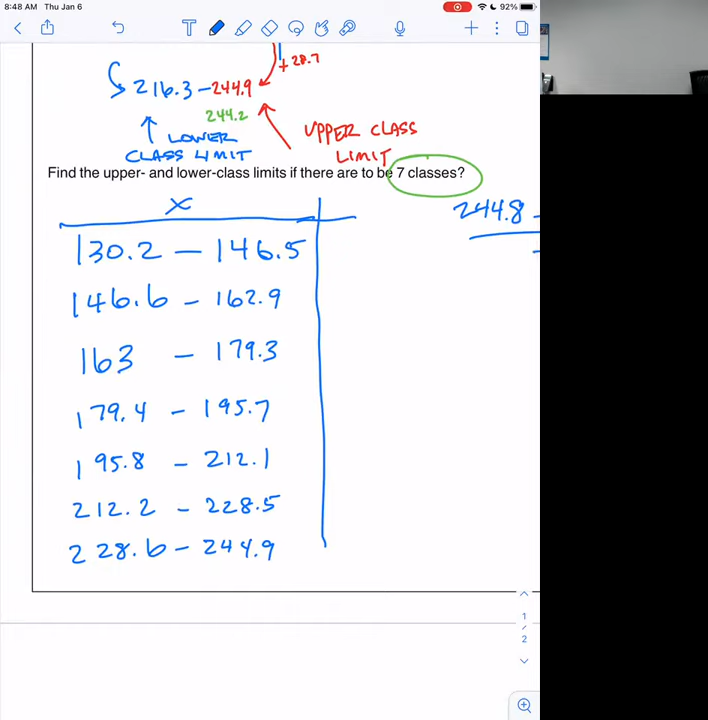 8:48 AM Thu Jan 6
92%
T
+28.7
216.3 - 244.9
244.2
LOWER
CLASS LIMIT
UPPER CLASS
LIMIT
Find the upper- and lower-class limits if there are to be 7 classes?
x
244.8 -
130.2 - 146.5
146.6 - 162.9
163 - 179.3
179.4 - 195.7
195.8 - 212.1
212.2 - 228.5
228.6 - 244.9
1
2